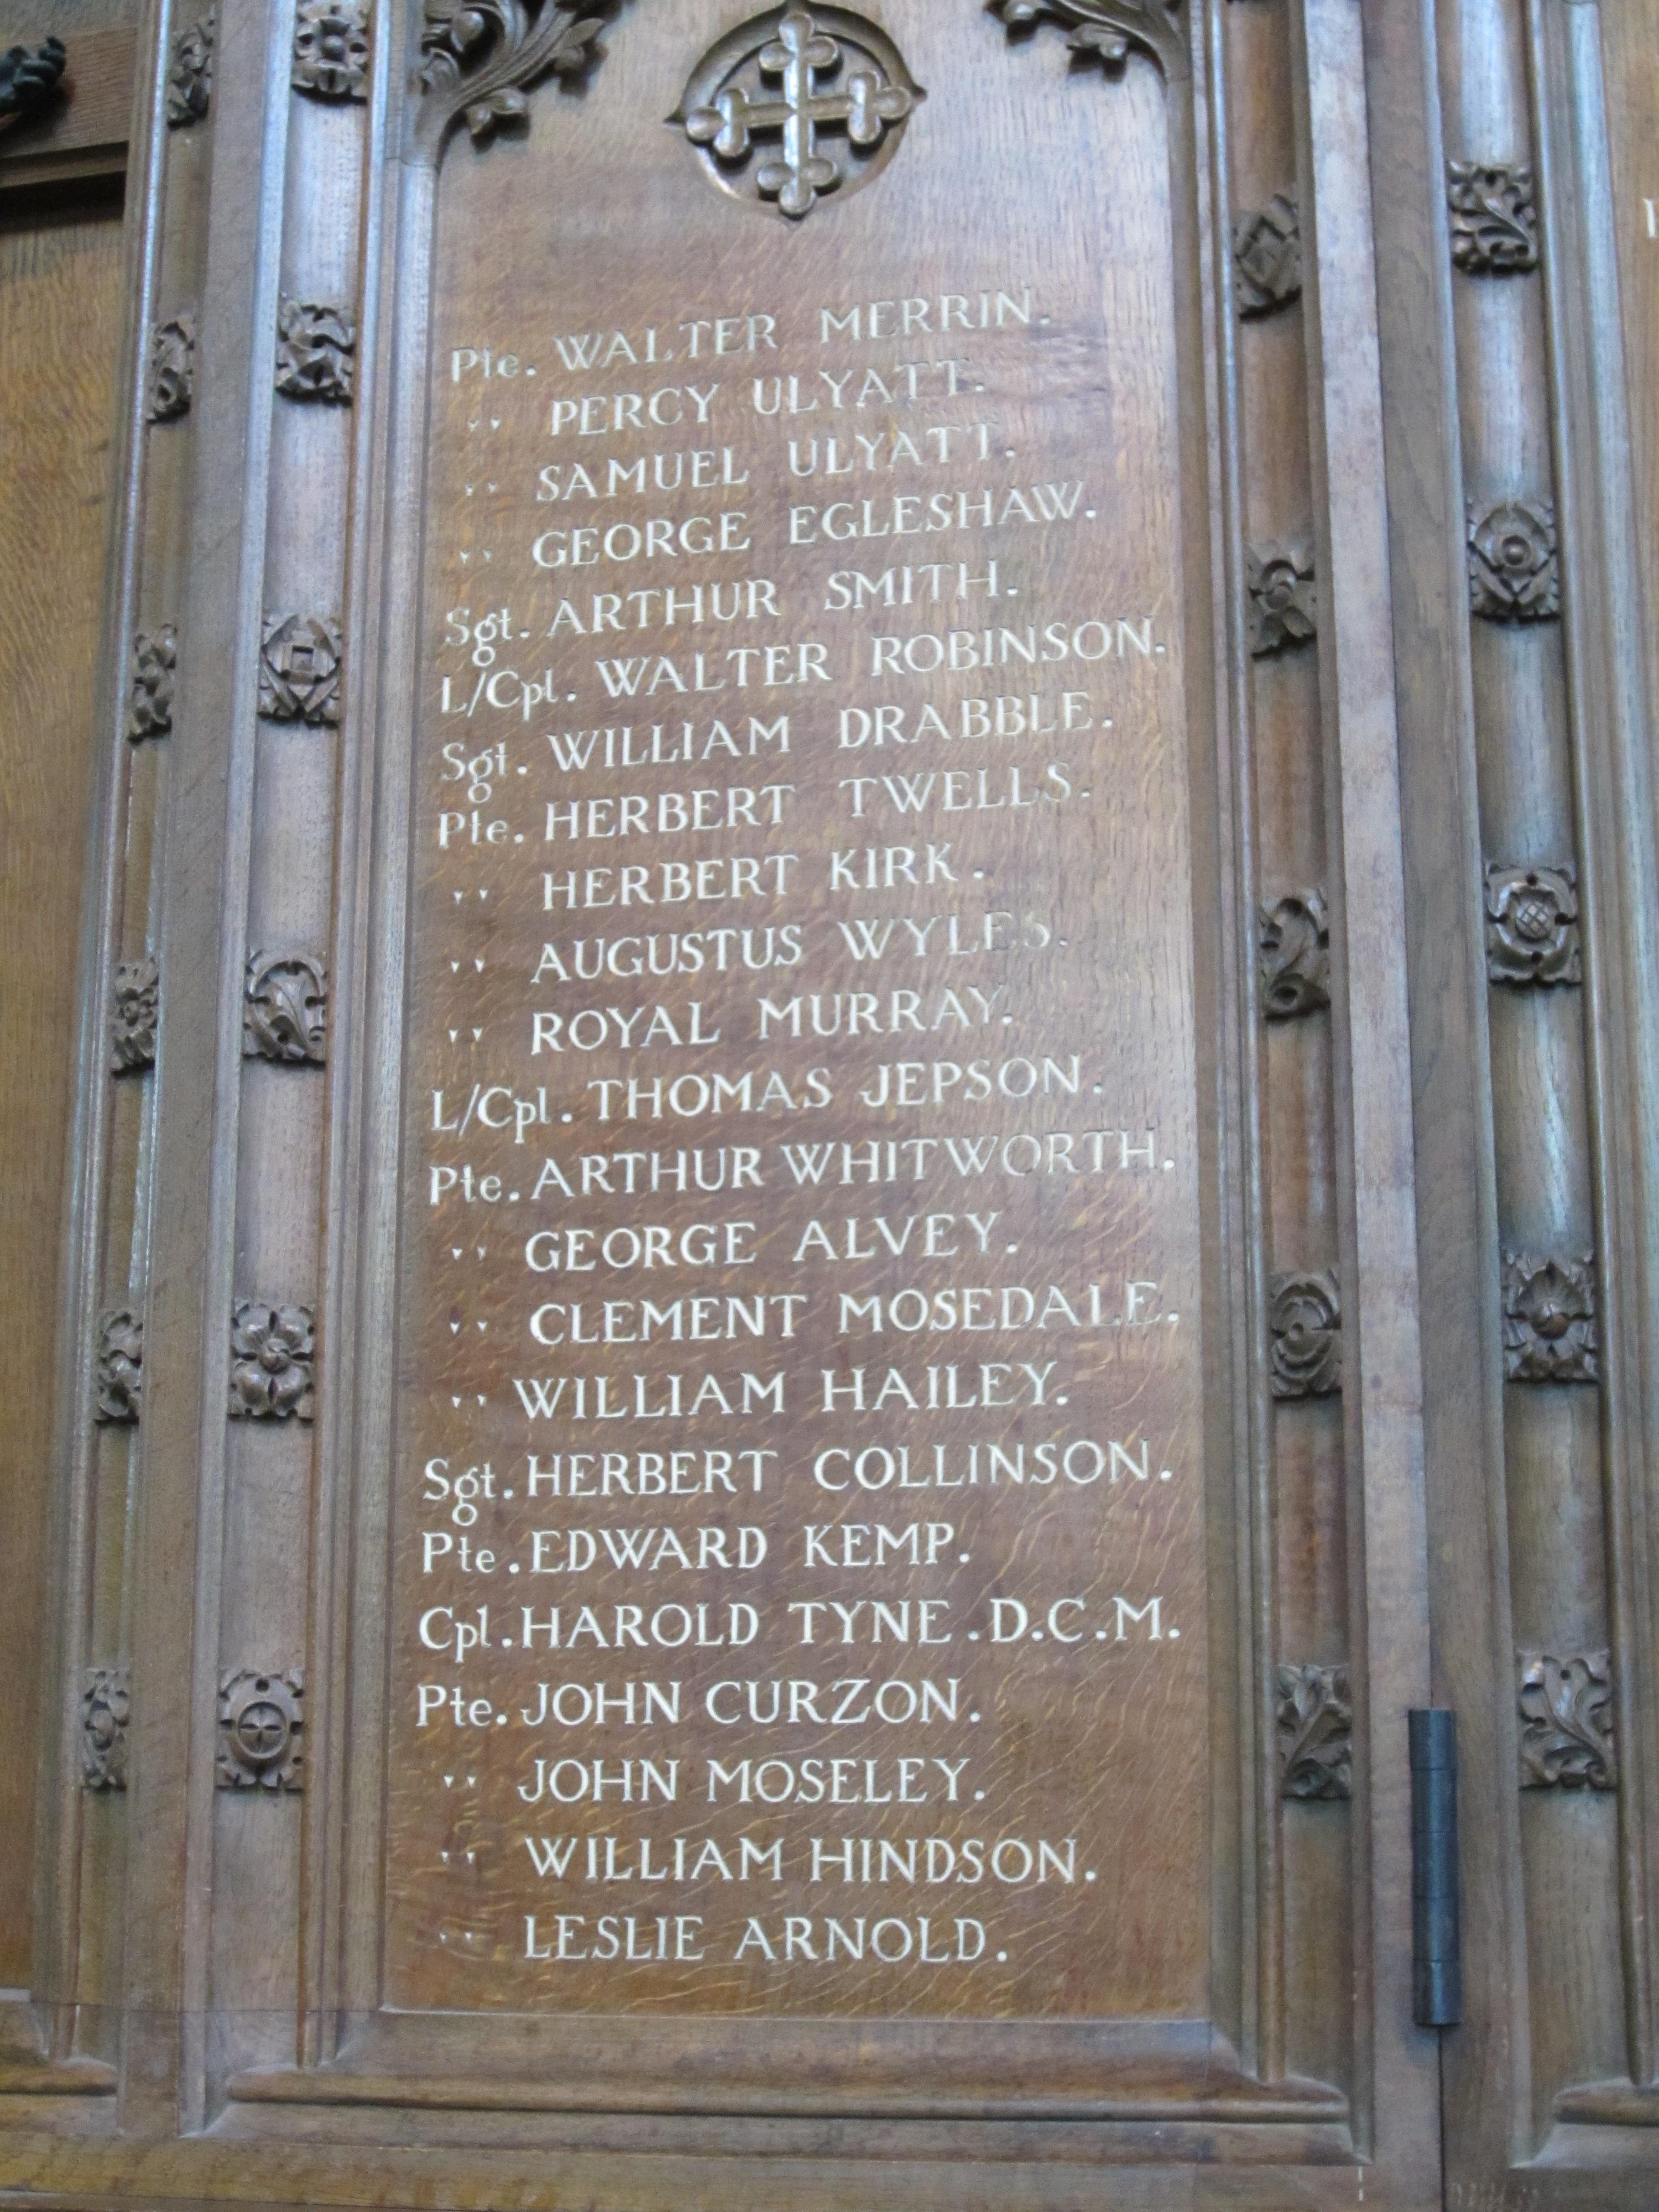 Pte. WALTER MERRIN.
" PERCY ULYATT.
" SAMUEL ULYATT.
" GEORGE EGLESHAW.
Sgt. ARTHUR SMITH.
L/Cpl. WALTER ROBINSON.
Sgt. WILLIAM DRABBLE.
Pte. HERBERT TWELLS.
" HERBERT KIRK.
" AUGUSTUS WYLES.
" ROYAL MURRAY.
L/Cpl. THOMAS JEPSON.
Pte. ARTHUR WHITWORTH.
" GEORGE ALVEY.
" CLEMENT MOSEDALE.
" WILLIAM HAILEY.
Sgt. HERBERT COLLINSON.
Pte. EDWARD KEMP.
Cpl. HAROLD TYNE. D.C.M.
Pte. JOHN CURZON.
" JOHN MOSELEY.
" WILLIAM HINDSON.
" LESLIE ARNOLD.